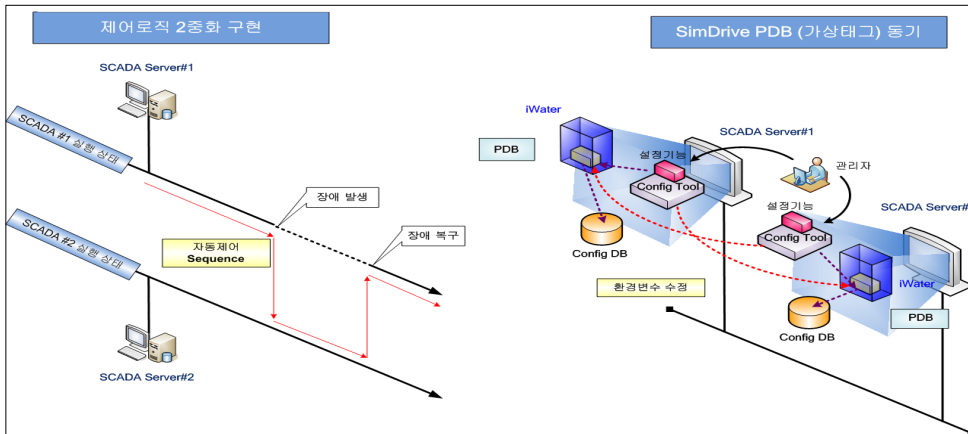 제어로직 2중화 구현
SCADA Server#1
SCADA #1 실행 상태
장애 발생
장애 복구
SCADA #2 실행 상태
자동제어
Sequence
SCADA Server#2
SimDrive PDB (가상태그) 동기
iWater
PDB
SCADA Server#1
설정기능
Config Tool
관리자
Config DB
설정기능
Config Tool
SCADA Server#
iWater
환경변수 수정
PDB
Config DB